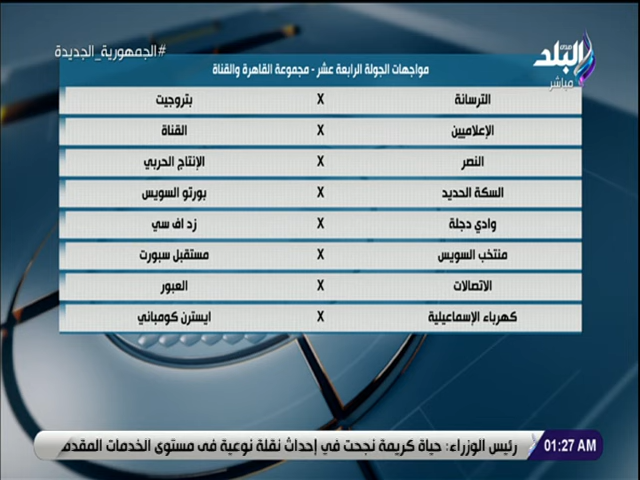 #الجمهورية_الجديدة
صدى
البلد
مباشر
مواجهات الجولة الرابعة عشر - مجموعة القاهرة والقناة
الترسانة X بتروجيت
الإعلاميين X القناة
النصر X الإنتاج الحربي
السكة الحديد X بورتو السويس
وادي دجلة X زد اف سي
منتخب السويس X مستقبل سبورت
الاتصالات X العبور
كهرباء الإسماعيلية X ايسترن كومباني
رئيس الوزراء: حياة كريمة نجحت في إحداث نقلة نوعية فى مستوى الخدمات المقدم
01:27 AM